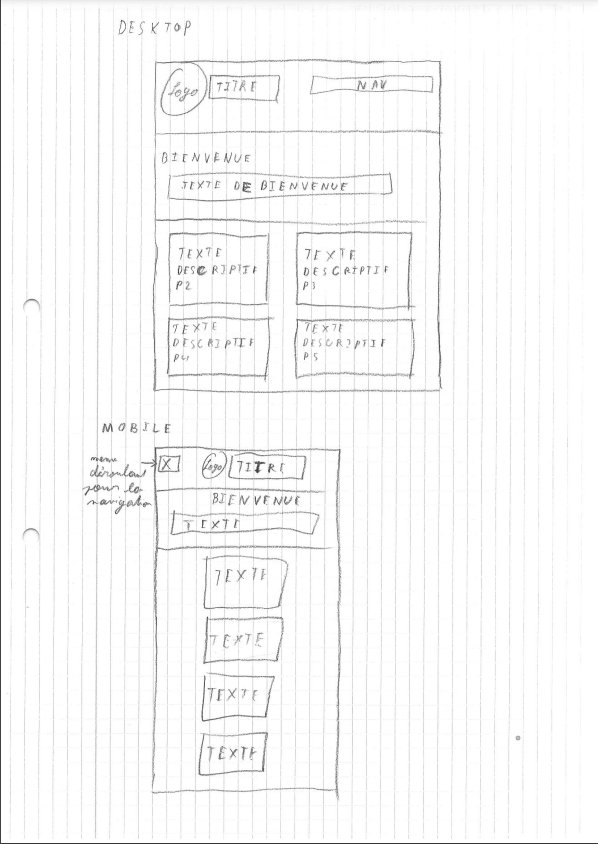 DESKTOP
Logo TITRE NAV
BIENVENUE
TEXTE DE BIENVENUE
TEXTE
DESCRIPTIF
P2
TEXTE
DESCRIPTIF
P3
TEXTE
DESCRIPTIF
P4
TEXTE
DESCRIPTIF
P5
MOBILE
menu
déroulant
pour la
navigation
X Logo TITRE
BIENVENUE
TEXTE
TEXTE
TEXTE
TEXTE
TEXTE